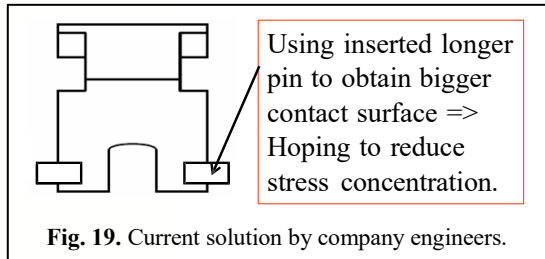 Using inserted longer
pin to obtain bigger
contact surface =>
Hoping to reduce
stress concentration.
Fig. 19. Current solution by company engineers.